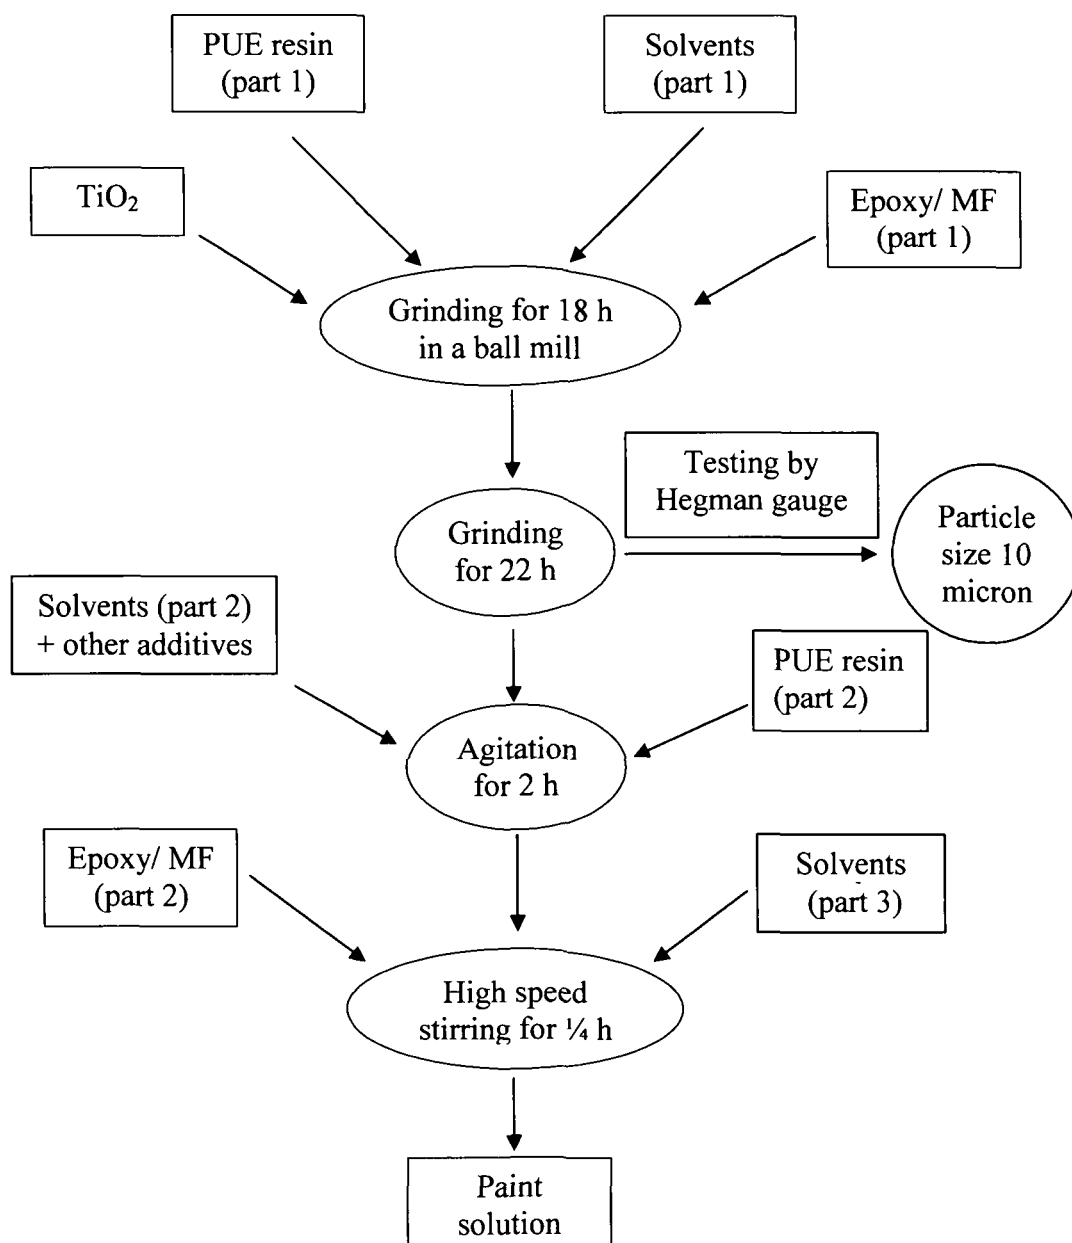 PUE resin
(part 1)
Solvents
(part 1)
TiO₂
Epoxy/ MF
(part 1)
Grinding for 18 h
in a ball mill
Testing by
Hegman gauge
Grinding
for 22 h
Particle
size 10
micron
Solvents (part 2)
+ other additives
PUE resin
(part 2)
Agitation
for 2 h
Epoxy/ MF
(part 2)
Solvents
(part 3)
High speed
stirring for ¼ h
Paint
solution